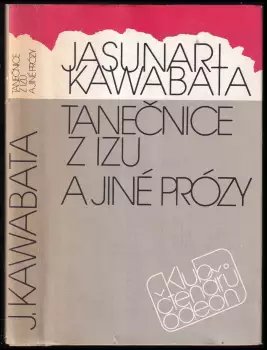 TANEČNICE
Z IZU
A JINÉ PRÓZY
J. KAWABATA
JASUNARI
KAWABATA
TANEČNICE
Z IZU
A JINÉ PRÓZY
Klub
čtenářů
odeon